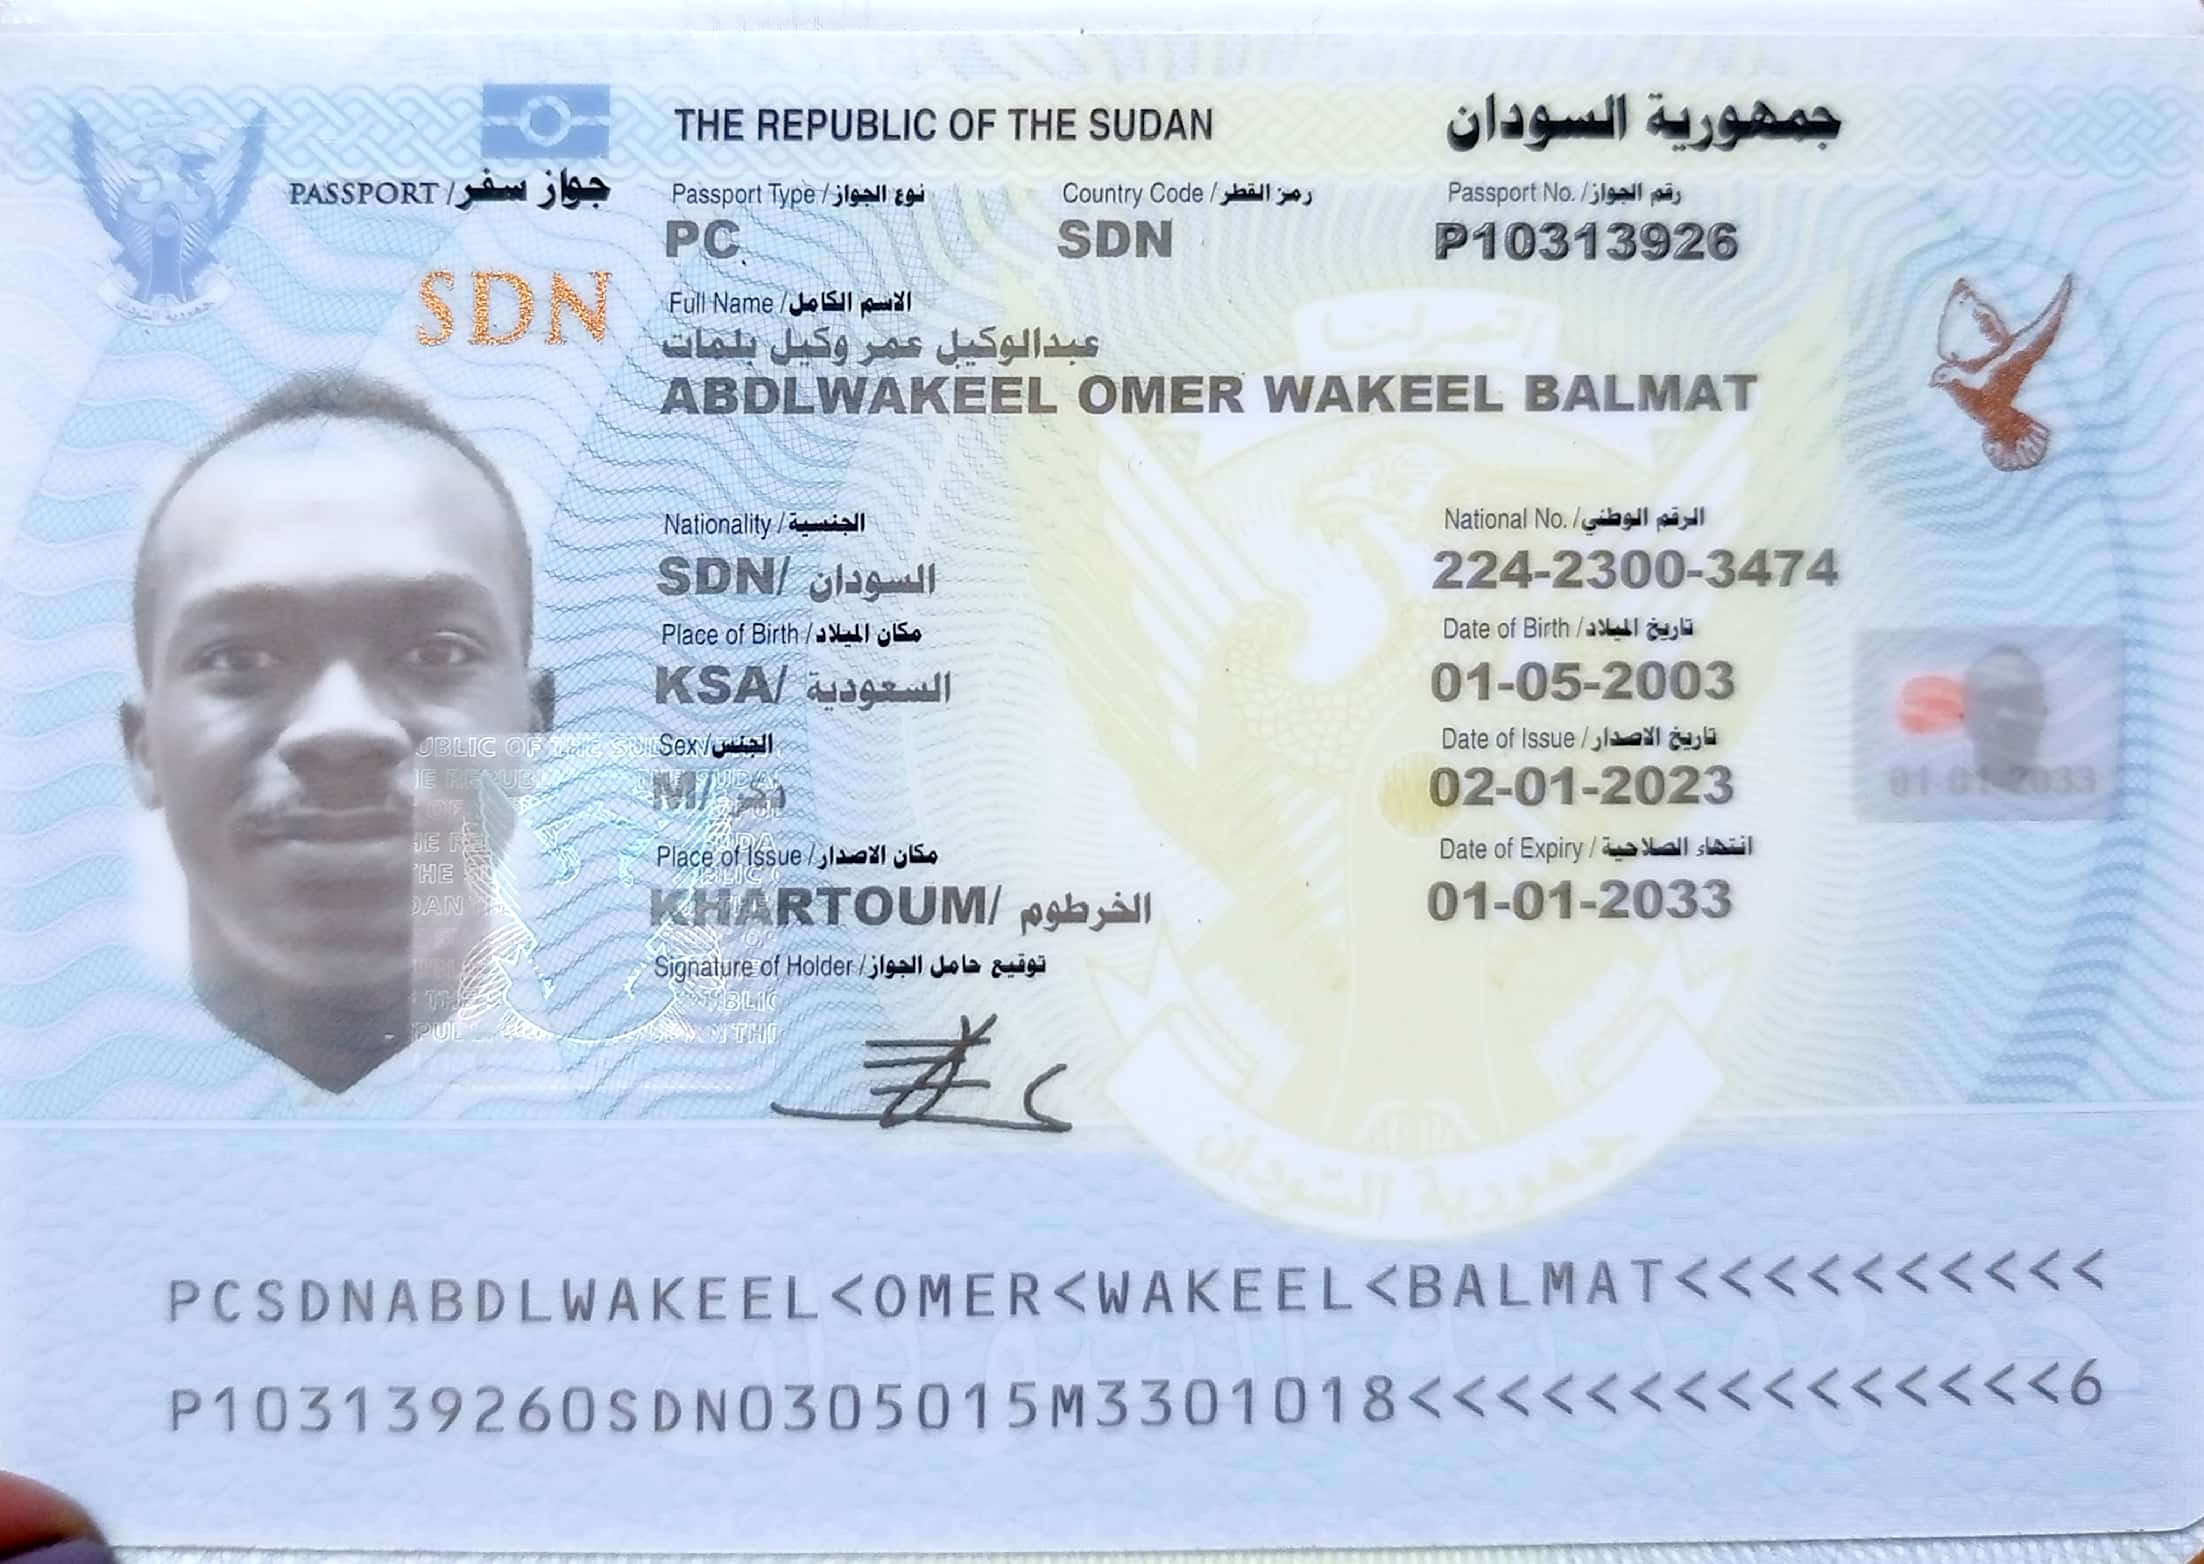 THE REPUBLIC OF THE SUDAN جمهورية السودان
PASSPORT / جواز سفر
Passport Type / نوع الجواز Country Code / رمز القطر Passport No. / رقم الجواز
PC SDN P10313926
SDN
Full Name / الاسم الكامل
عبدالوكيل عمر وكيل بلمات
ABDLWAKEEL OMER WAKEEL BALMAT
Nationality / الجنسية National No. / الرقم الوطني
SDN/ السودان 224-2300-3474
Place of Birth / مكان الميلاد Date of Birth / تاريخ الميلاد
KSA/ السعودية 01-05-2003
Sex / الجنس Date of Issue / تاريخ الاصدار
M/ ذكر 02-01-2023
01-01-2033
Place of Issue / مكان الاصدار Date of Expiry / انتهاء الصلاحية
KHARTOUM/ الخرطوم 01-01-2033
Signature of Holder / توقيع حامل الجواز
جمهورية السودان
PCSDNABDLWAKEEL<OMER<WAKEEL<BALMAT<<<<<<<<<<
P103139260SDN0305015M3301018<<<<<<<<<<<<<<<6